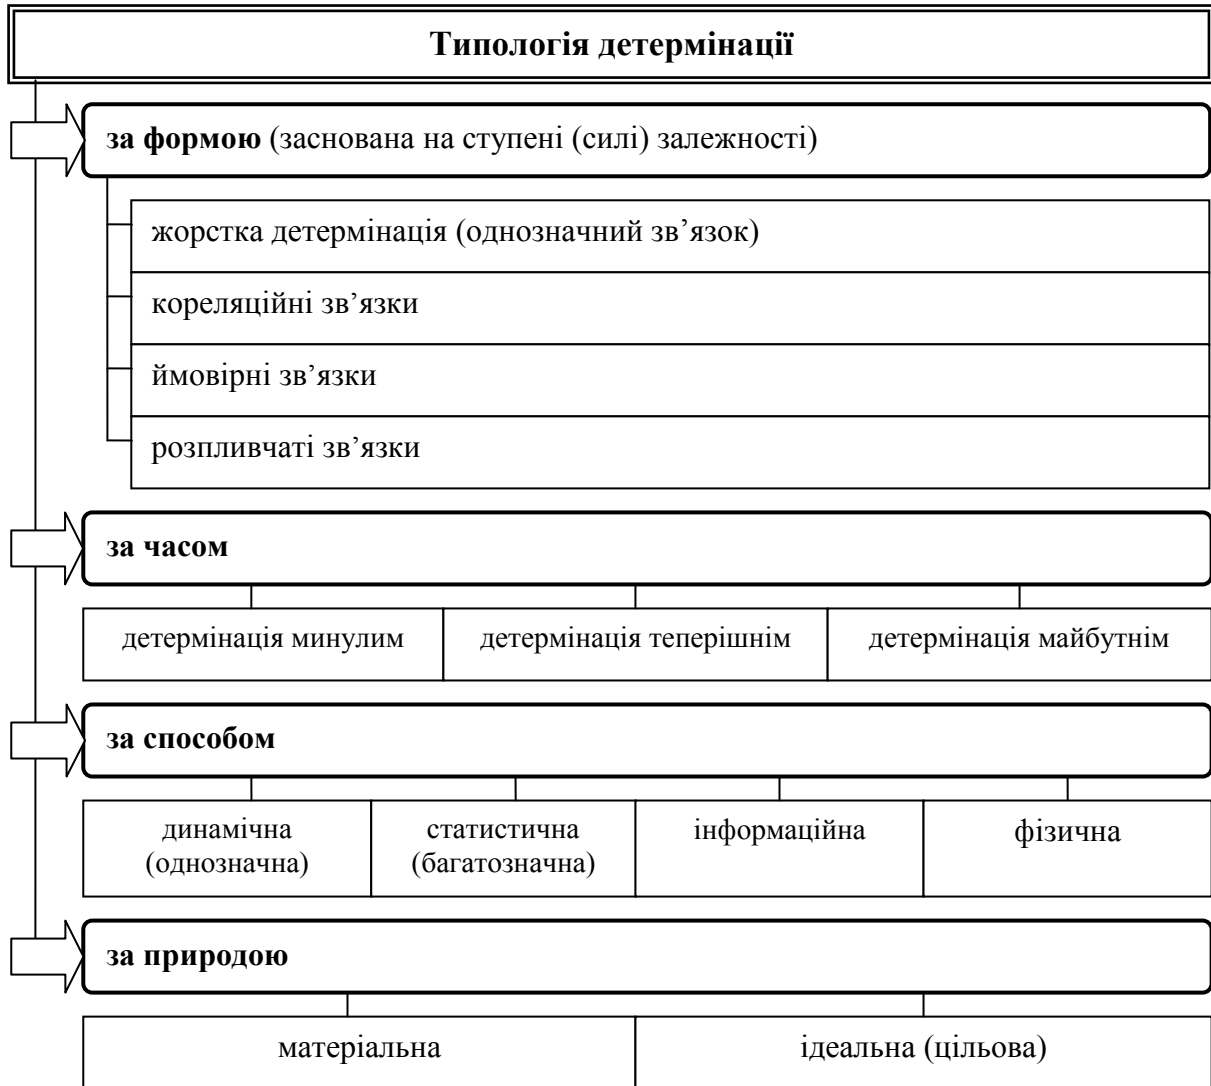 Типологія детермінації
за формою (заснована на ступені (силі) залежності)
жорстка детермінація (однозначний зв’язок)
кореляційні зв’язки
ймовірні зв’язки
розпливчаті зв’язки
за часом
детермінація минулим
детермінація теперішнім
детермінація майбутнім
за способом
динамічна
(однозначна)
статистична
(багатозначна)
інформаційна
фізична
за природою
матеріальна
ідеальна (цільова)